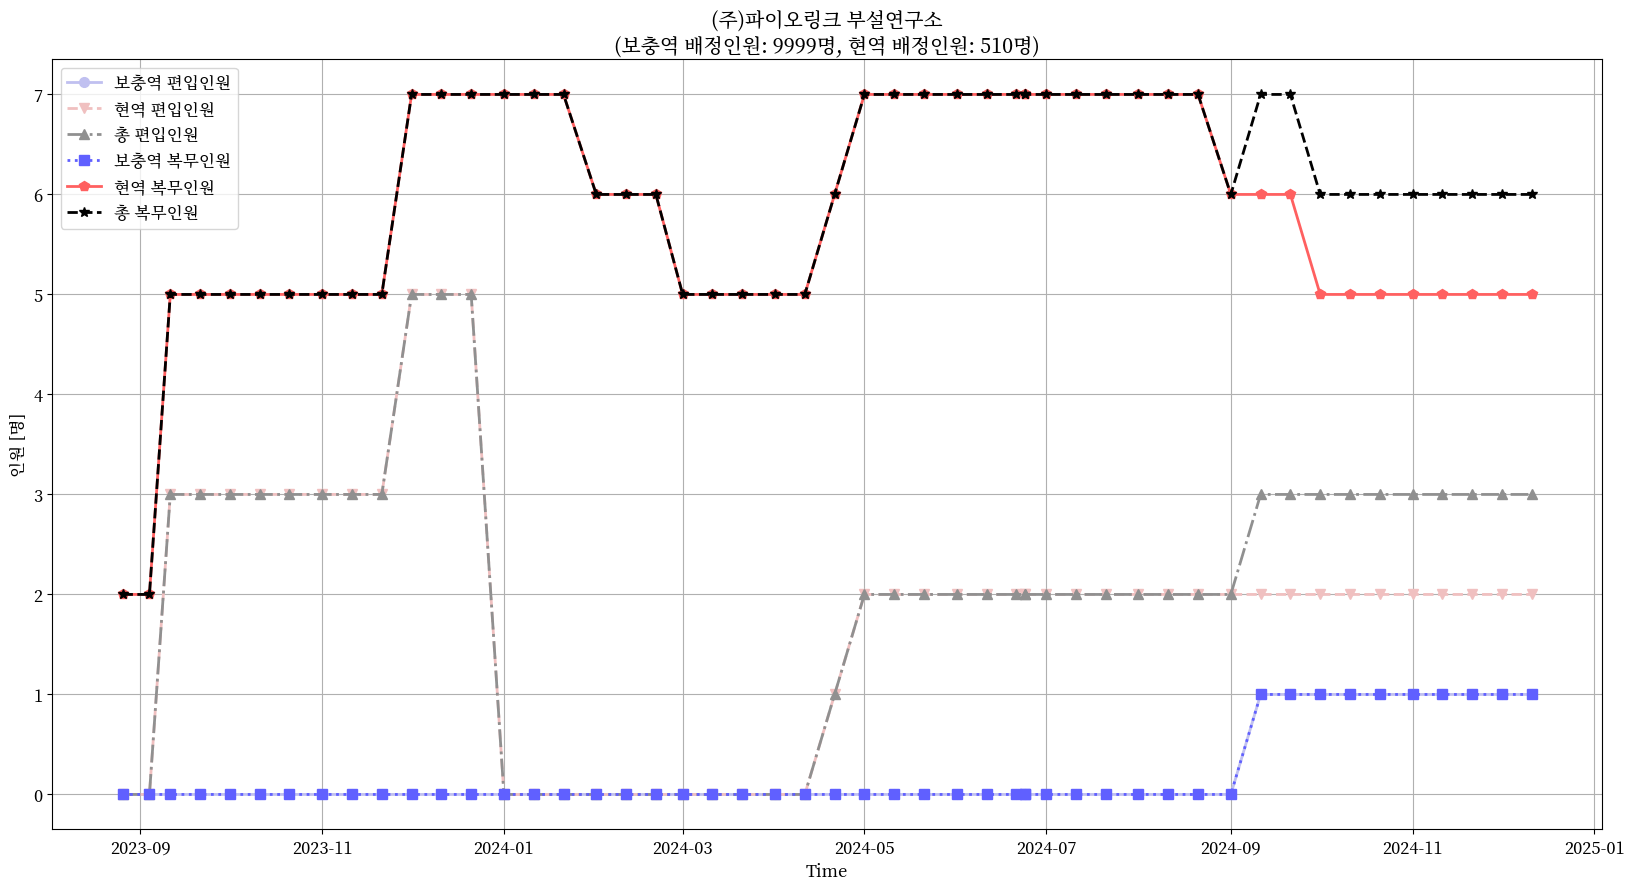 (주)파이오링크 부설연구소
(보충역 배정인원: 9999명, 현역 배정인원: 510명)
보충역 편입인원
현역 편입인원
총 편입인원
보충역 복무인원
현역 복무인원
총 복무인원
7
6
5
4
3
2
1
0
인원 [명]
2023-09 2023-11 2024-01 2024-03 2024-05 2024-07 2024-09 2024-11 2025-01
Time